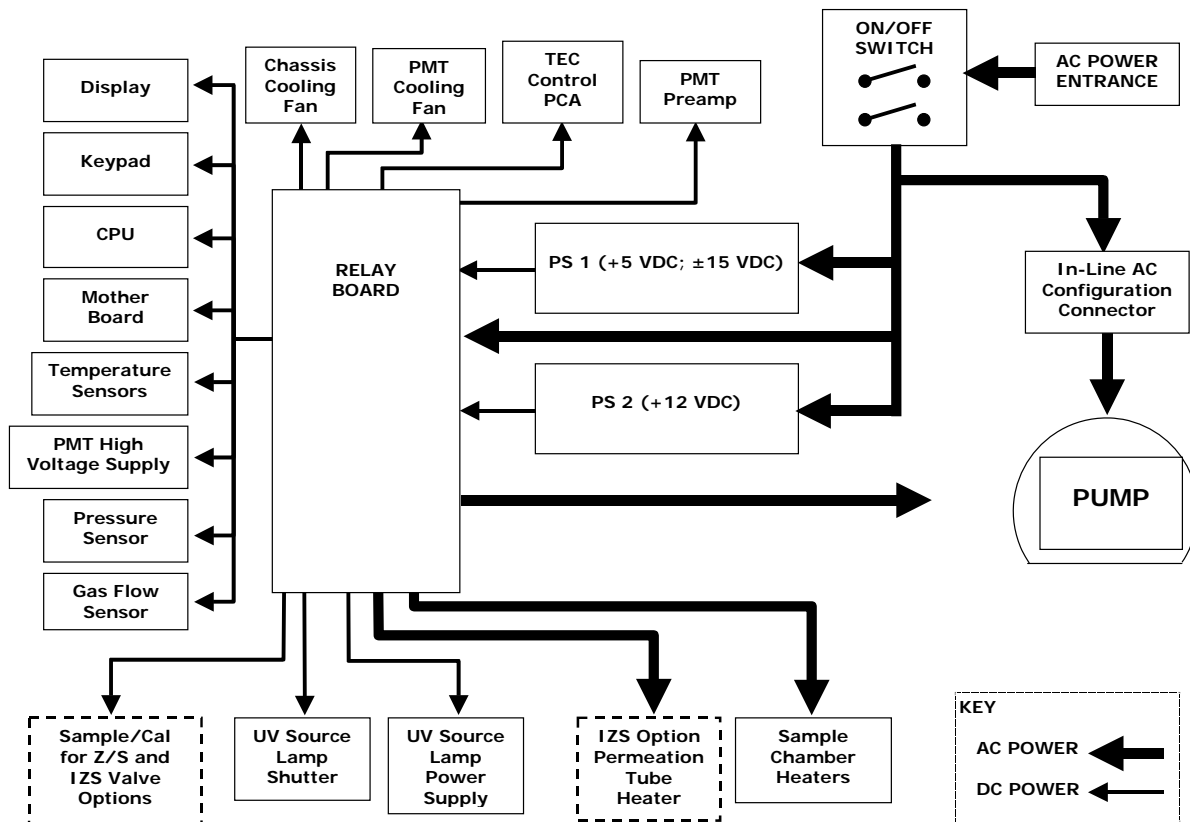 ON/OFF
SWITCH
AC POWER
ENTRANCE
Chassis
Cooling
Fan
PMT
Cooling
Fan
TEC
Control
PCA
PMT
Preamp
Display
Keypad
CPU
Mother
Board
Temperature
Sensors
PMT High
Voltage Supply
Pressure
Sensor
Gas Flow
Sensor
RELAY
BOARD
PS 1 (+5 VDC; ±15 VDC)
PS 2 (+12 VDC)
In-Line AC
Configuration
Connector
PUMP
Sample/Cal
for Z/S and
IZS Valve
Options
UV Source
Lamp
Shutter
UV Source
Lamp
Power
Supply
IZS Option
Permeation
Tube
Heater
Sample
Chamber
Heaters
KEY
AC POWER
DC POWER